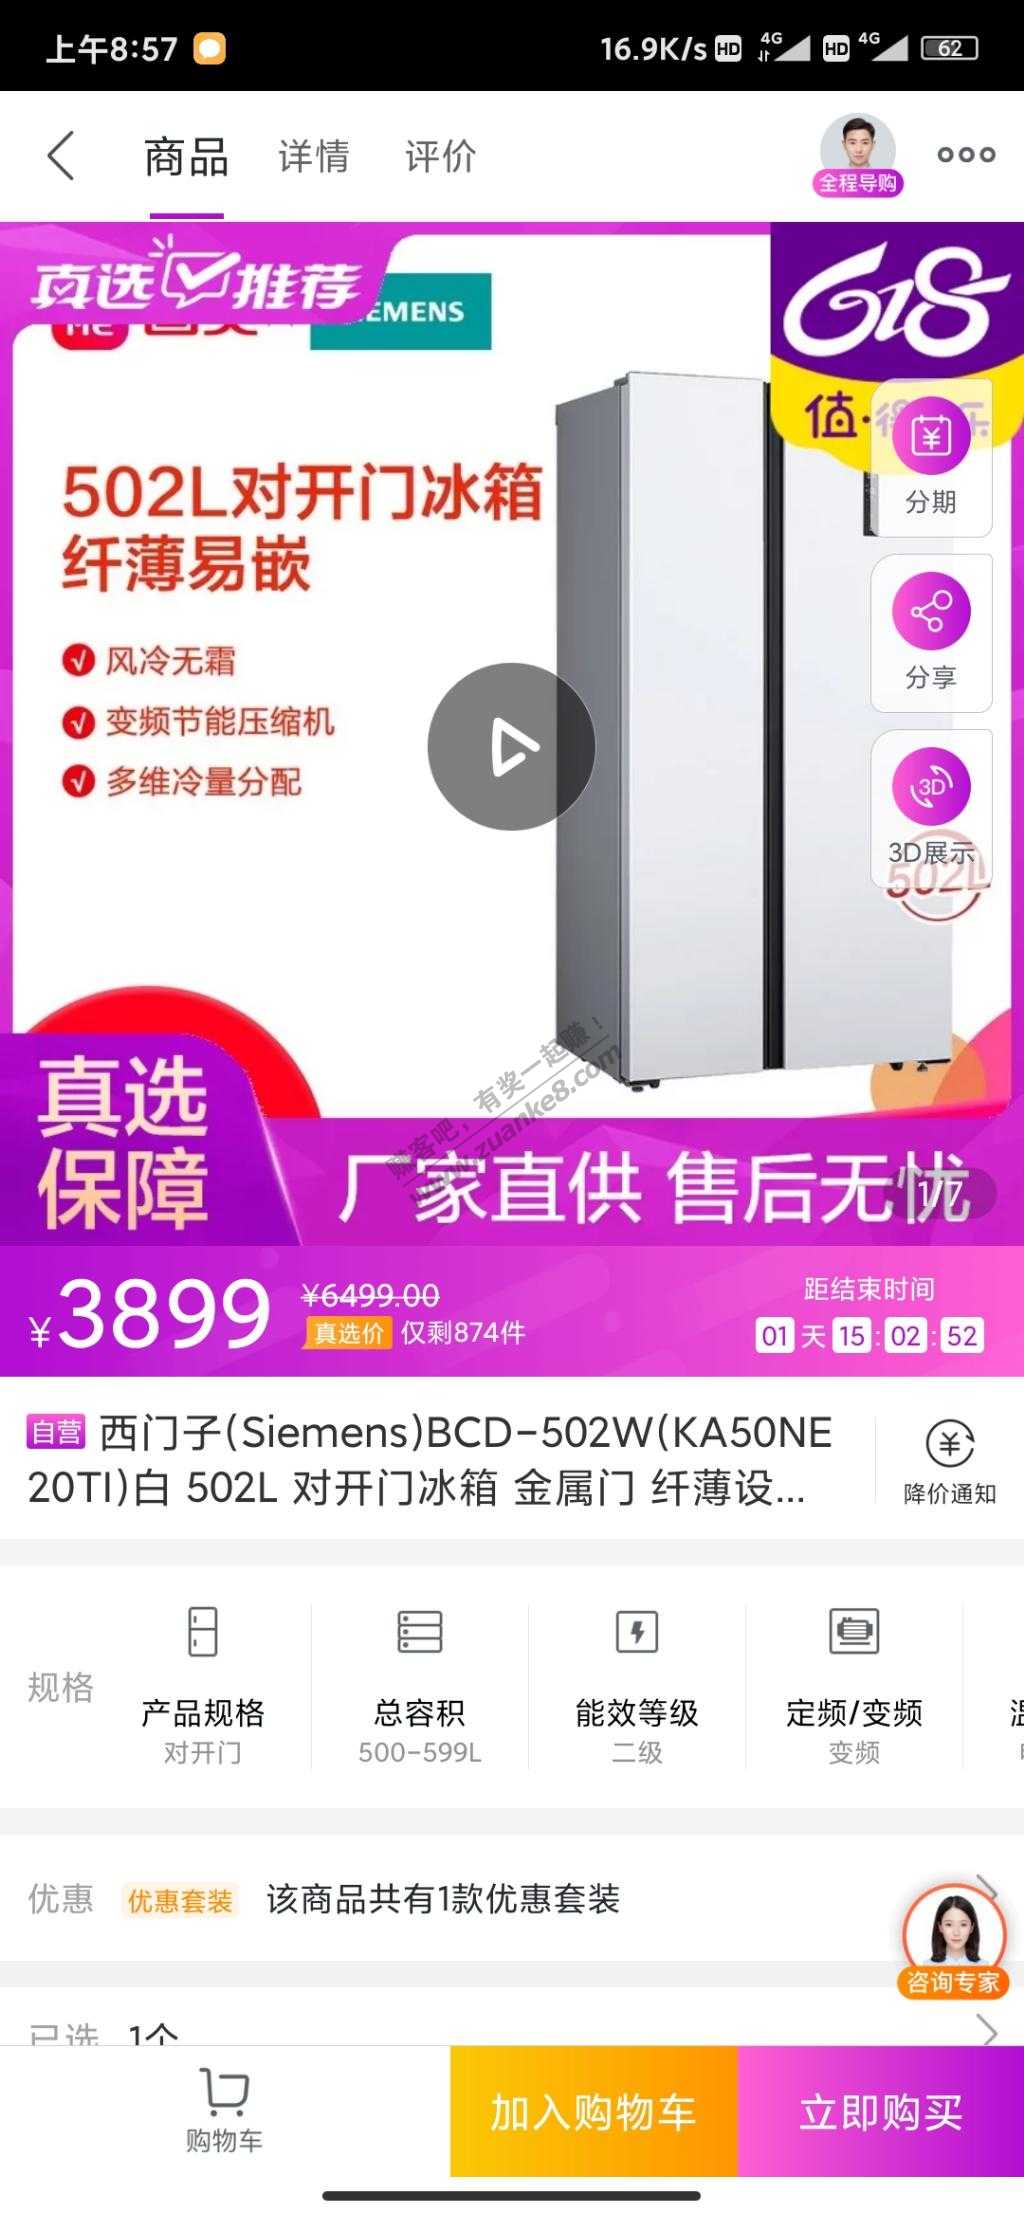 上午8:57
16.9K/s HD 4G HD 4G 62
商品 详情 评价
全程导购
真选 推荐
EMENS
618
值·
502L对开门冰箱
纤薄易嵌
风冷无霜
变频节能压缩机
多维冷量分配
分期
分享
3D
3D展示
502L
赚客吧，有奖一起赚！
www.zuanke8.com
真选
保障
厂家直供 售后无忧
1/7
¥3899 ¥6499.00
真选价 仅剩874件
距结束时间
01 天 15:02:52
自营 西门子(Siemens)BCD-502W(KA50NE
20TI)白 502L 对开门冰箱 金属门 纤薄设...
降价通知
规格
产品规格 总容积 能效等级 定频/变频
对开门 500-599L 二级 变频
优惠 优惠套装 该商品共有1款优惠套装
咨询专家
已选 1个
购物车
加入购物车
立即购买